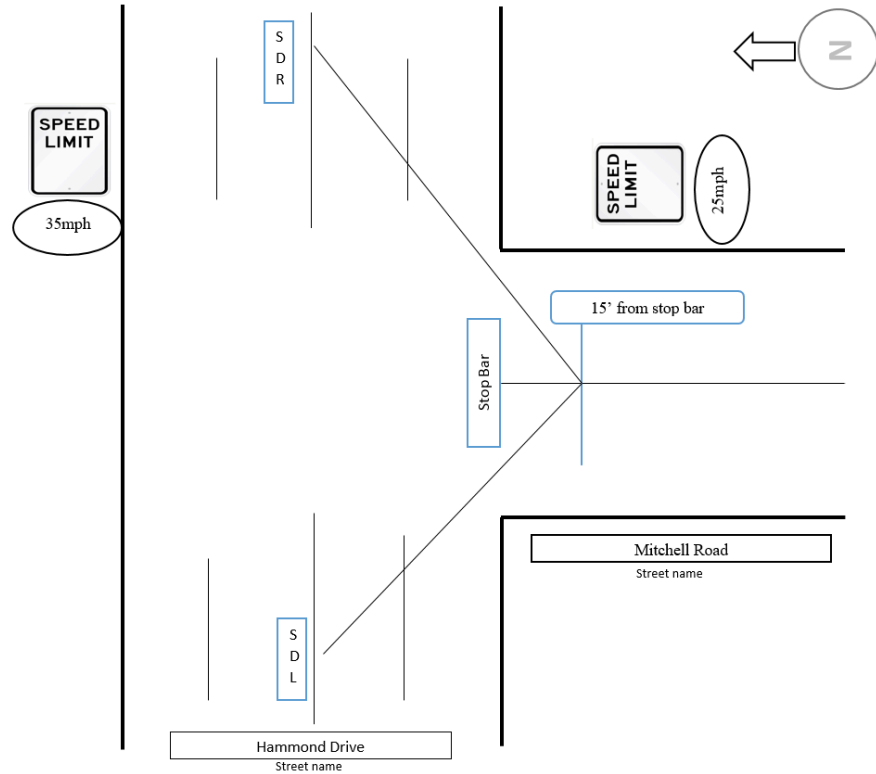 S
D
R
N
SPEED
LIMIT
35mph
SPEED
LIMIT
25mph
15’ from stop bar
Stop Bar
Mitchell Road
Street name
S
D
L
Hammond Drive
Street name